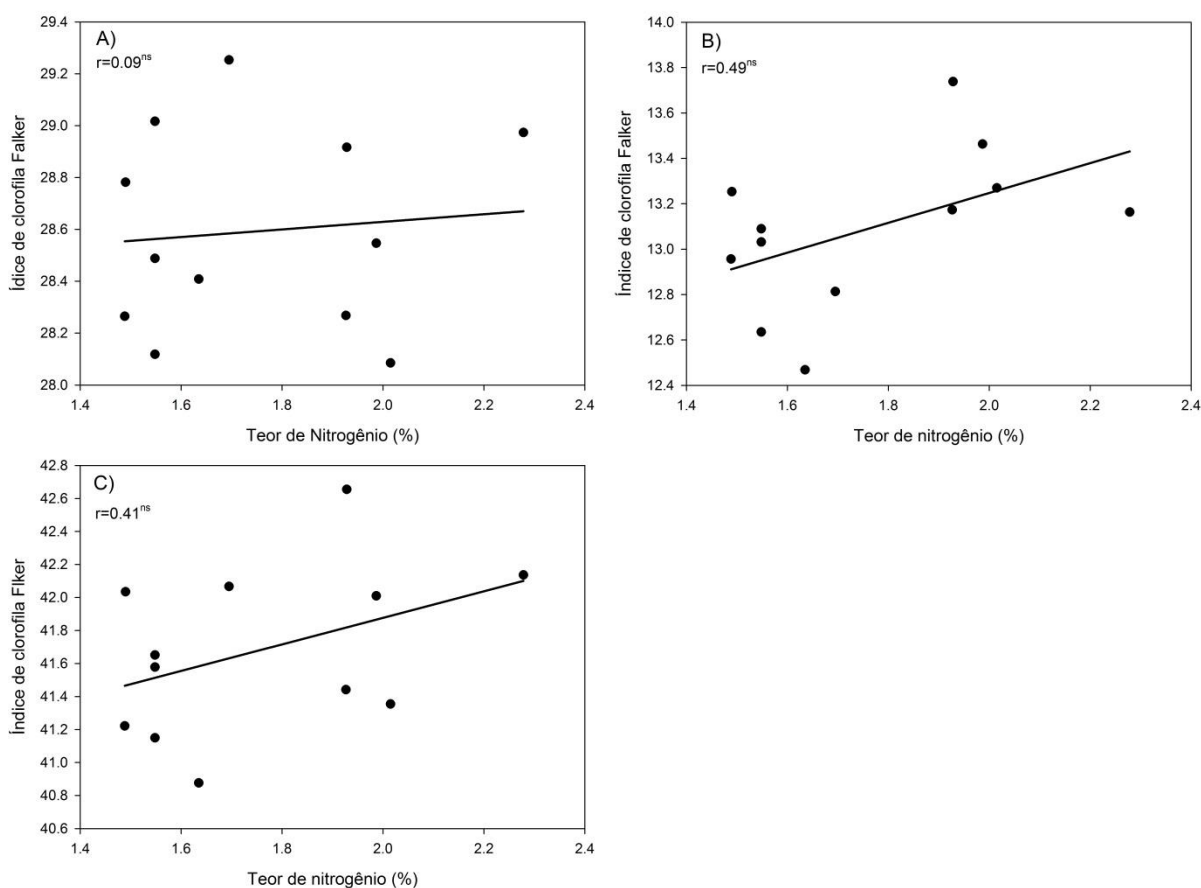 A)
r=0.09ns
29.4
29.2
29.0
28.8
28.6
28.4
28.2
28.0
Ídice de clorofila Falker
1.4 1.6 1.8 2.0 2.2 2.4
Teor de Nitrogênio (%)
B)
r=0.49ns
14.0
13.8
13.6
13.4
13.2
13.0
12.8
12.6
12.4
Índice de clorofila Falker
1.4 1.6 1.8 2.0 2.2 2.4
Teor de nitrogênio (%)
C)
r=0.41ns
42.8
42.6
42.4
42.2
42.0
41.8
41.6
41.4
41.2
41.0
40.8
40.6
Índice de clorofila Flker
1.4 1.6 1.8 2.0 2.2 2.4
Teor de nitrogênio (%)